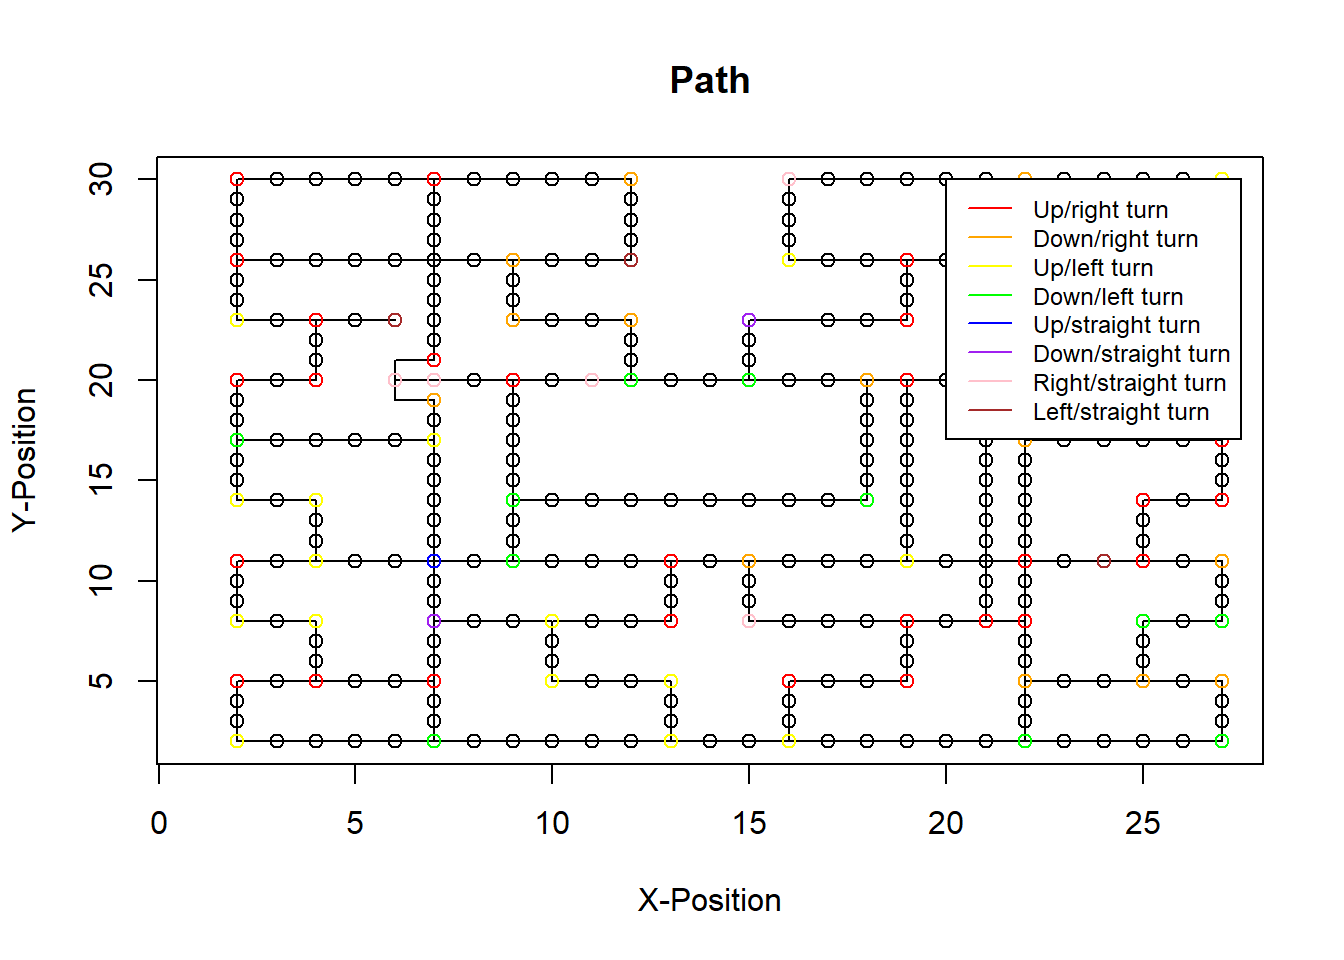 Path
Y-Position
30
25
20
15
10
5
Up/right turn
Down/right turn
Up/left turn
Down/left turn
Up/straight turn
Down/straight turn
Right/straight turn
Left/straight turn
0 5 10 15 20 25
X-Position